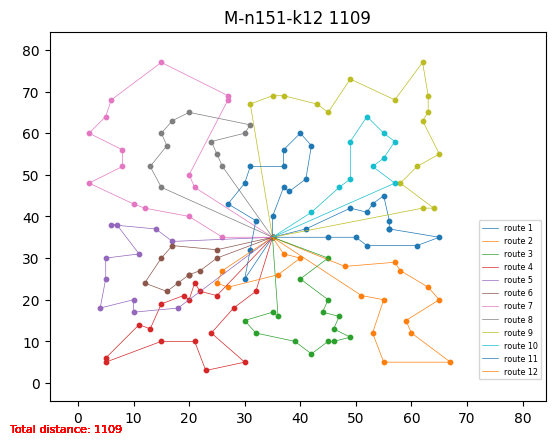 M-n151-k12 1109
80
70
60
50
40
30
20
10
0
0 10 20 30 40 50 60 70 80
route 1
route 2
route 3
route 4
route 5
route 6
route 7
route 8
route 9
route 10
route 11
route 12
Total distance: 1109